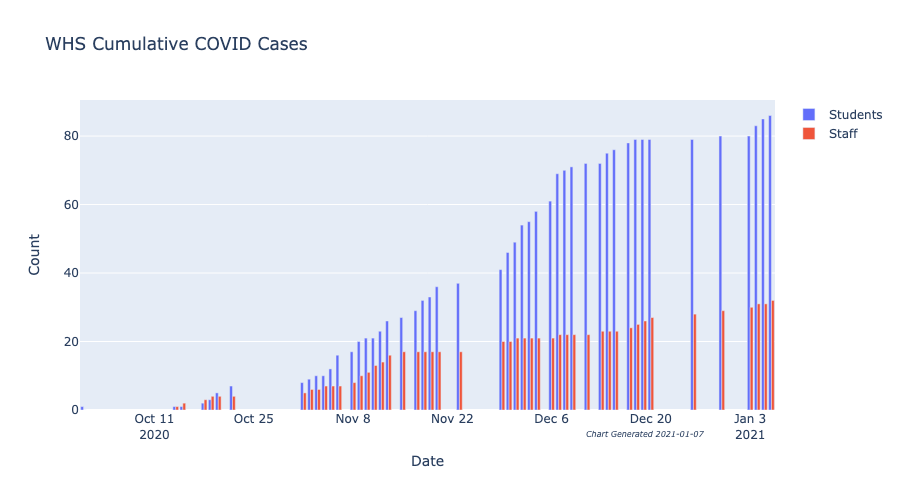 WHS Cumulative COVID Cases
Students
Staff
80
60
40
20
0
Count
Oct 11 Oct 25 Nov 8 Nov 22 Dec 6 Dec 20 Jan 3
2020 2021
Chart Generated 2021-01-07
Date